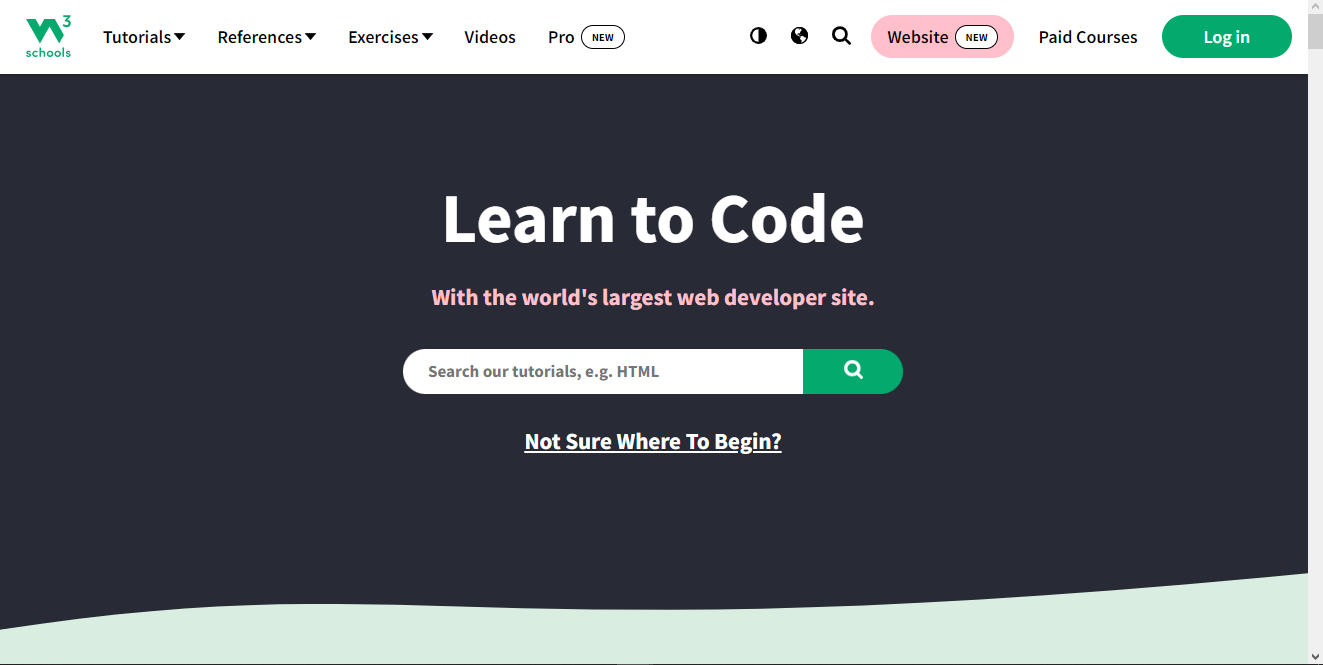 3
schools
Tutorials References Exercises Videos Pro NEW Website NEW Paid Courses Log in
Learn to Code
With the world's largest web developer site.
Search our tutorials, e.g. HTML
Not Sure Where To Begin?